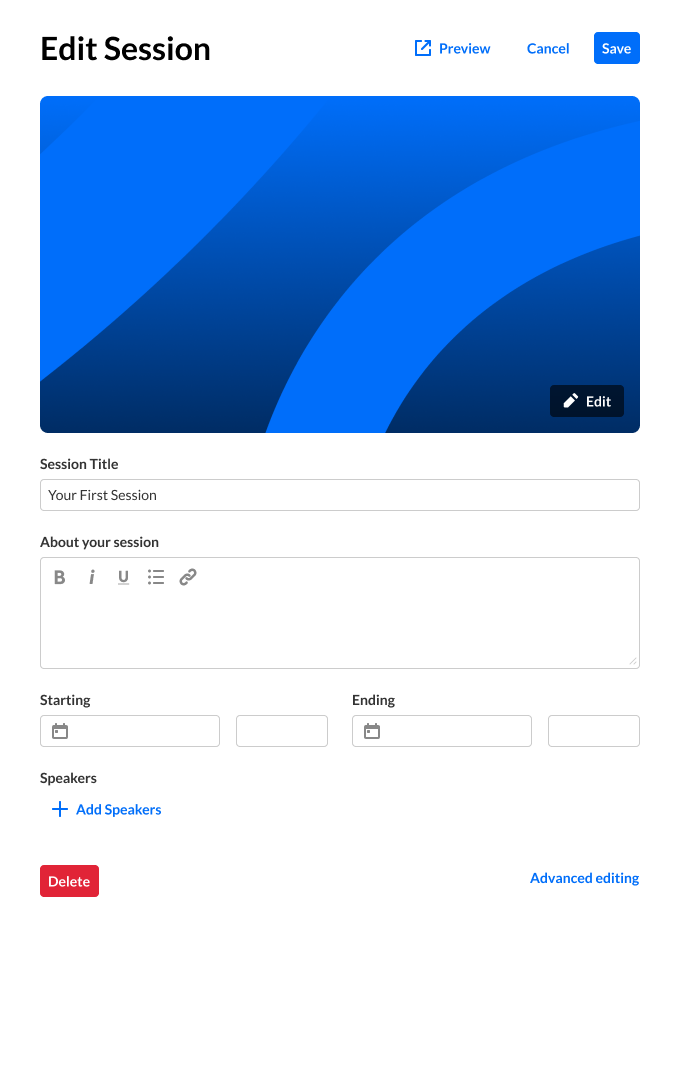 Edit Session
Preview
Cancel
Save
Edit
Session Title
Your First Session
About your session
B i U
Starting
Ending
Speakers
Add Speakers
Delete
Advanced editing